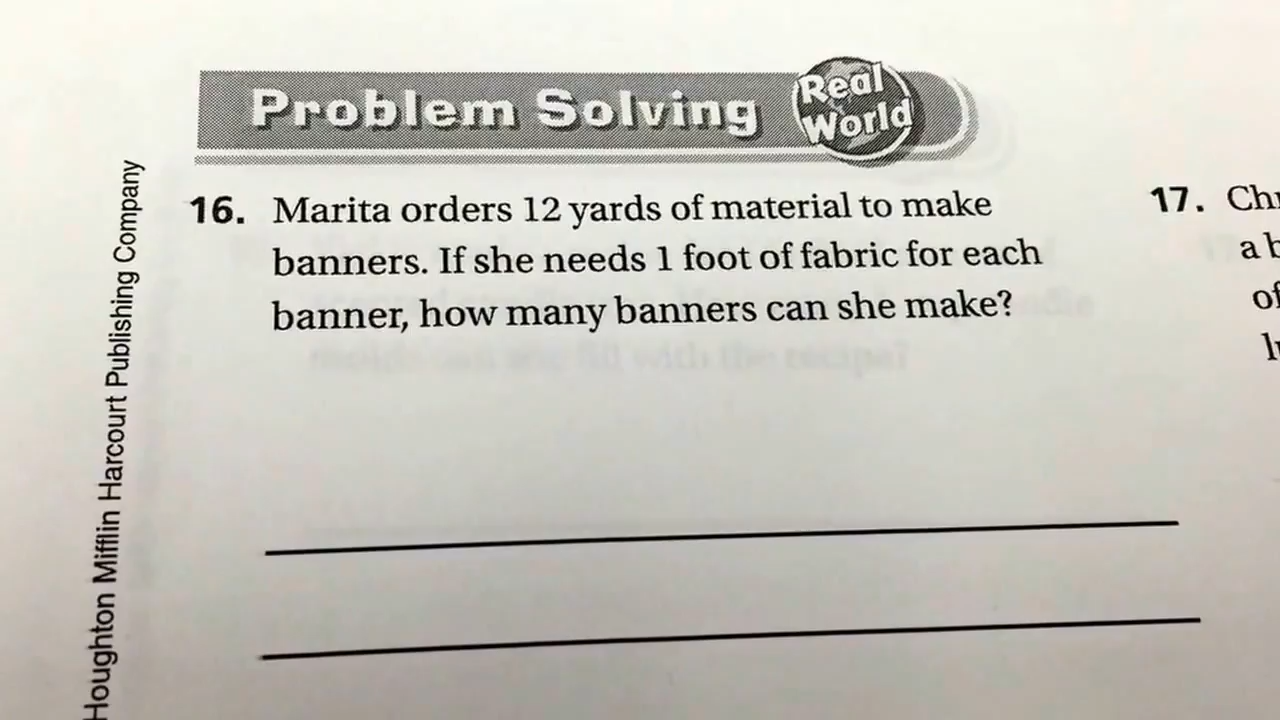 Problem Solving Real World
16. Marita orders 12 yards of material to make
banners. If she needs 1 foot of fabric for each
banner, how many banners can she make?
17.
a
of
Houghton Mifflin Harcourt Publishing Company